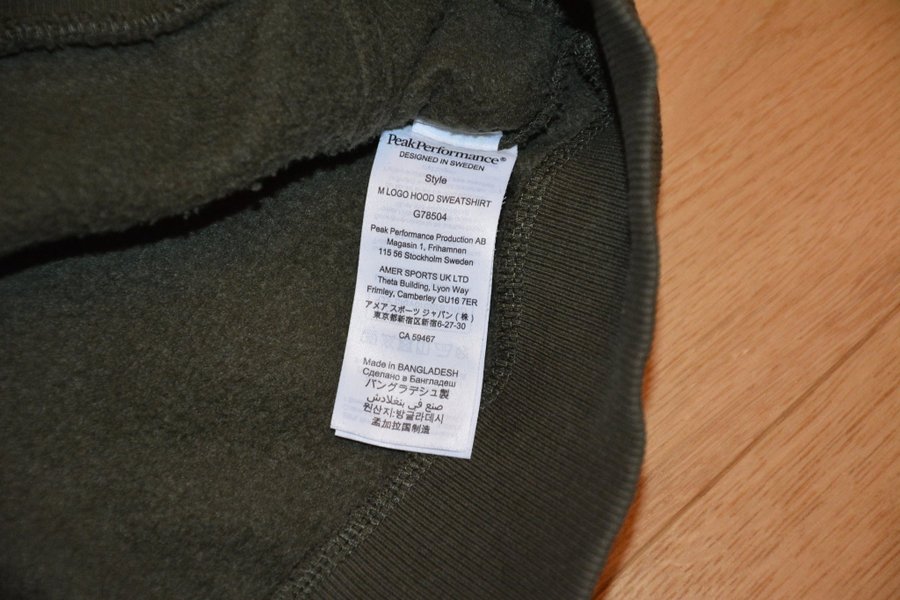 PeakPerformance®
DESIGNED IN SWEDEN
Style
M LOGO HOOD SWEATSHIRT
G78504
Peak Performance Production AB
Magasin 1, Frihamnen
115 56 Stockholm Sweden
AMER SPORTS UK LTD
Theta Building, Lyon Way
Frimley, Camberley GU16 7ER
アメア スポーツ ジャパン (株)
東京都新宿区新宿6-27-30
CA 59467
Made in BANGLADESH
Сделано в Бангладеш
バングラデシュ製
صنع في بنغلادش
원산지:방글라데시
孟加拉国制造